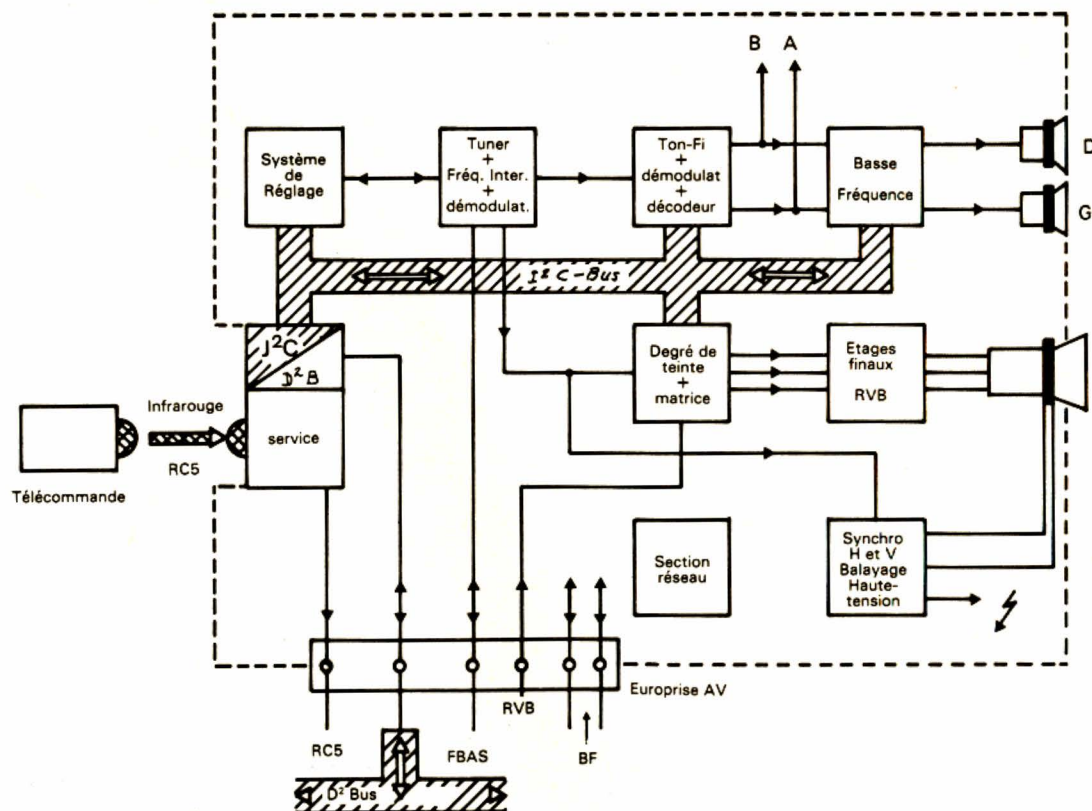 B
A
Système
de
Réglage
Tuner
+
Fréq. Inter.
+
démodulat.
Ton-Fi
+
démodulat
+
décodeur
Basse
Fréquence
D
G
I²C-Bus
J²C
D²B
service
Infrarouge
RC5
Télécommande
Degré de
teinte
+
matrice
Etages
finaux
RVB
Section
réseau
Synchro
H et V
Balayage
Haute-
tension
Europrise AV
RC5
FBAS
RVB
BF
D² Bus